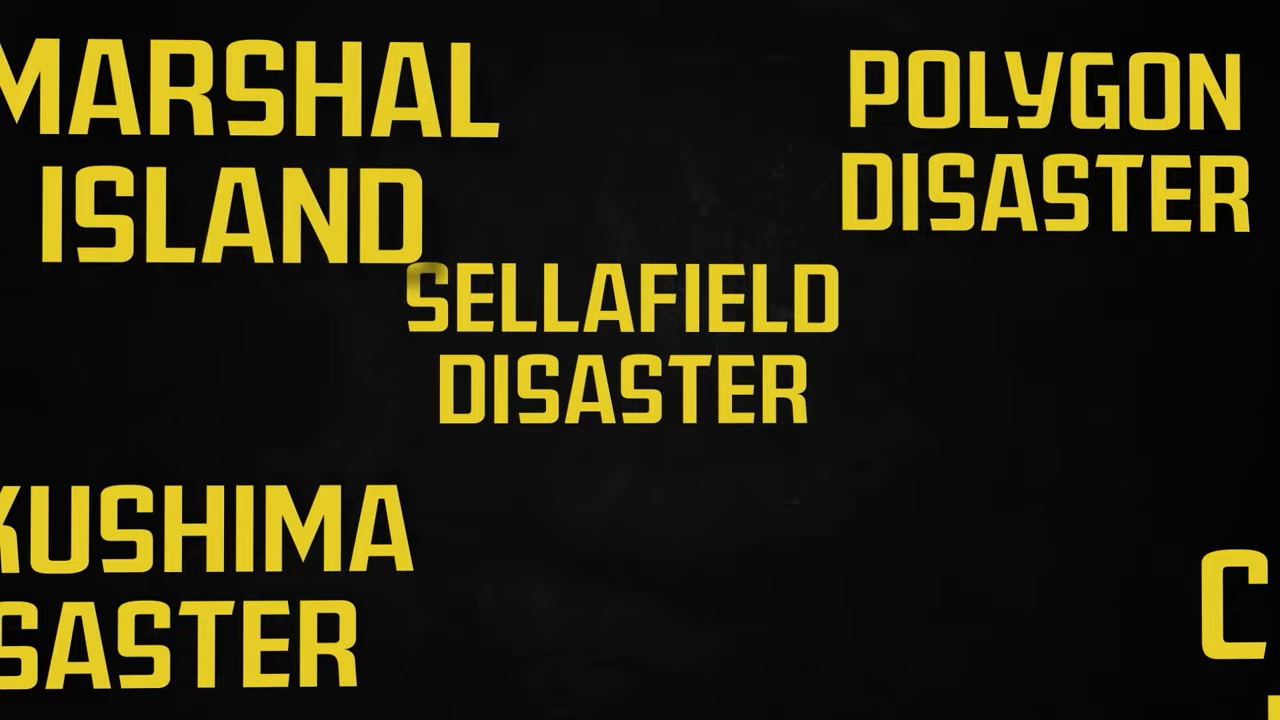 MARSHAL
ISLAND
POLYGON
DISASTER
SELLAFIELD
DISASTER
KUSHIMA
SASTER
C